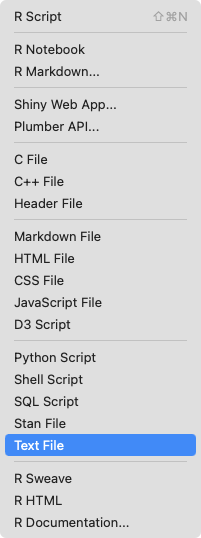 R Script ⇧⌘N
R Notebook
R Markdown...
Shiny Web App...
Plumber API...
C File
C++ File
Header File
Markdown File
HTML File
CSS File
JavaScript File
D3 Script
Python Script
Shell Script
SQL Script
Stan File
Text File
R Sweave
R HTML
R Documentation...